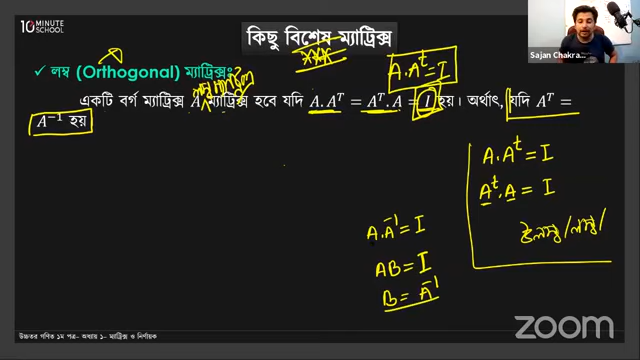 10 MINUTE SCHOOL
কিছু বিশেষ ম্যাট্রিক্স
Sajan Chakra...
✓ লম্ব (Orthogonal) ম্যাট্রিক্সঃ
A.Aᵗ=I
একটি বর্গ ম্যাট্রিক্স A ম্যাট্রিক্স হবে যদি A.Aᵀ = Aᵀ.A = I হয়। অর্থাৎ, যদি Aᵀ =
A⁻¹ হয়
A.Aᵗ=I
Aᵗ.A = I
A.A⁻¹=I
AB=I
B= A⁻¹
উচ্চতর গণিত ১ম পত্র- অধ্যায় ১- ম্যাট্রিক্স ও নির্ণায়ক
zoom